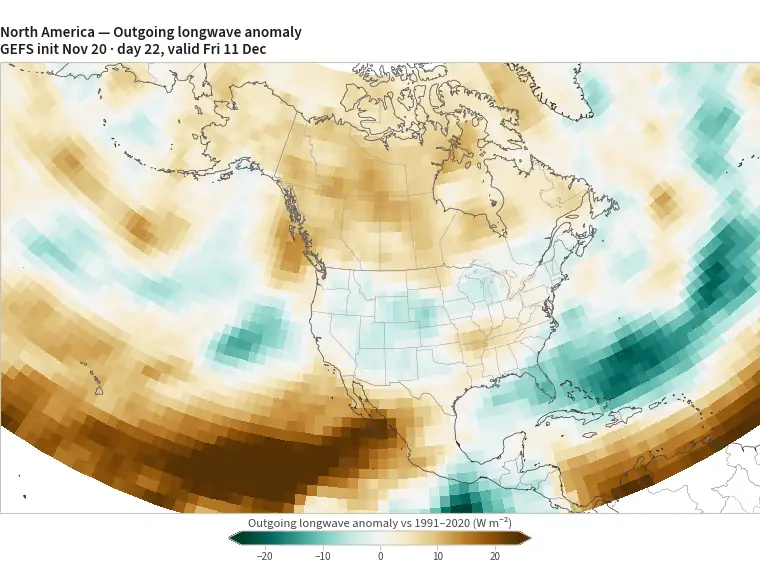 North America — Outgoing longwave anomaly
GEFS init Nov 20 · day 22, valid Fri 11 Dec
Outgoing longwave anomaly vs 1991–2020 (W m⁻²)
−20 −10 0 10 20